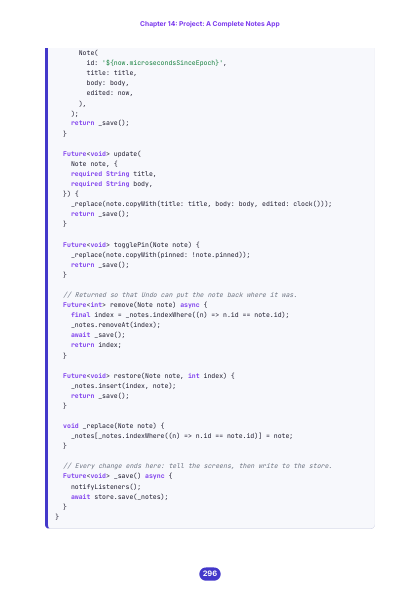 Chapter 14: Project: A Complete Notes App
Note(
id: '${now.microsecondsSinceEpoch}',
title: title,
body: body,
edited: now,
),
);
return _save();
}
Future<void> update(
Note note, {
required String title,
required String body,
}) {
_replace(note.copyWith(title: title, body: body, edited: clock()));
return _save();
}
Future<void> togglePin(Note note) {
_replace(note.copyWith(pinned: !note.pinned));
return _save();
}
// Returned so that Undo can put the note back where it was.
Future<int> remove(Note note) async {
final index = _notes.indexWhere((n) => n.id == note.id);
_notes.removeAt(index);
await _save();
return index;
}
Future<void> restore(Note note, int index) {
_notes.insert(index, note);
return _save();
}
void _replace(Note note) {
_notes[_notes.indexWhere((n) => n.id == note.id)] = note;
}
// Every change ends here: tell the screens, then write to the store.
Future<void> _save() async {
notifyListeners();
await store.save(_notes);
}
}
296